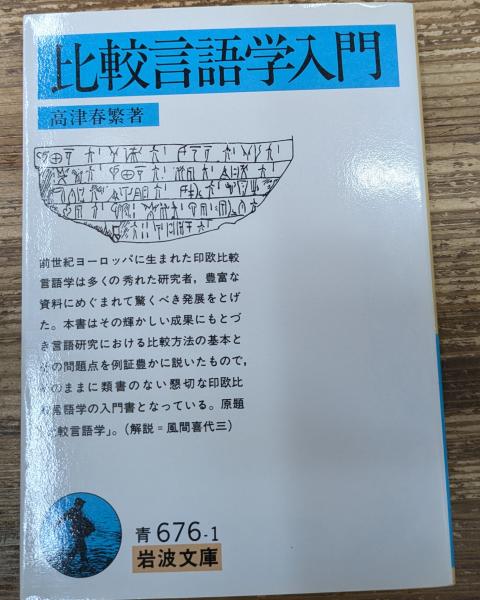 比較言語学入門
高津春繁著
前世紀ヨーロッパに生まれた印欧比較
言語学は多くの秀れた研究者，豊富な
資料にめぐまれて驚くべき発展をとげ
た。本書はその輝かしい成果にもとづ
き言語研究における比較方法の基本と
その問題点を例証豊かに説いたもので，
そのままに類書のない懇切な印欧比
較言語学の入門書となっている。原題
「比較言語学」。（解説＝風間喜代三）
青 676-1
岩波文庫